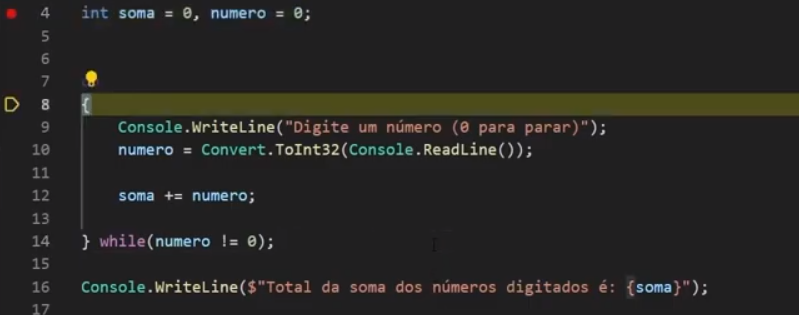 4 int soma = 0, numero = 0;
5
6
7
8 {
9 Console.WriteLine("Digite um número (0 para parar)");
10 numero = Convert.ToInt32(Console.ReadLine());
11
12 soma += numero;
13
14 } while(numero != 0);
15
16 Console.WriteLine($"Total da soma dos números digitados é: {soma}");
17